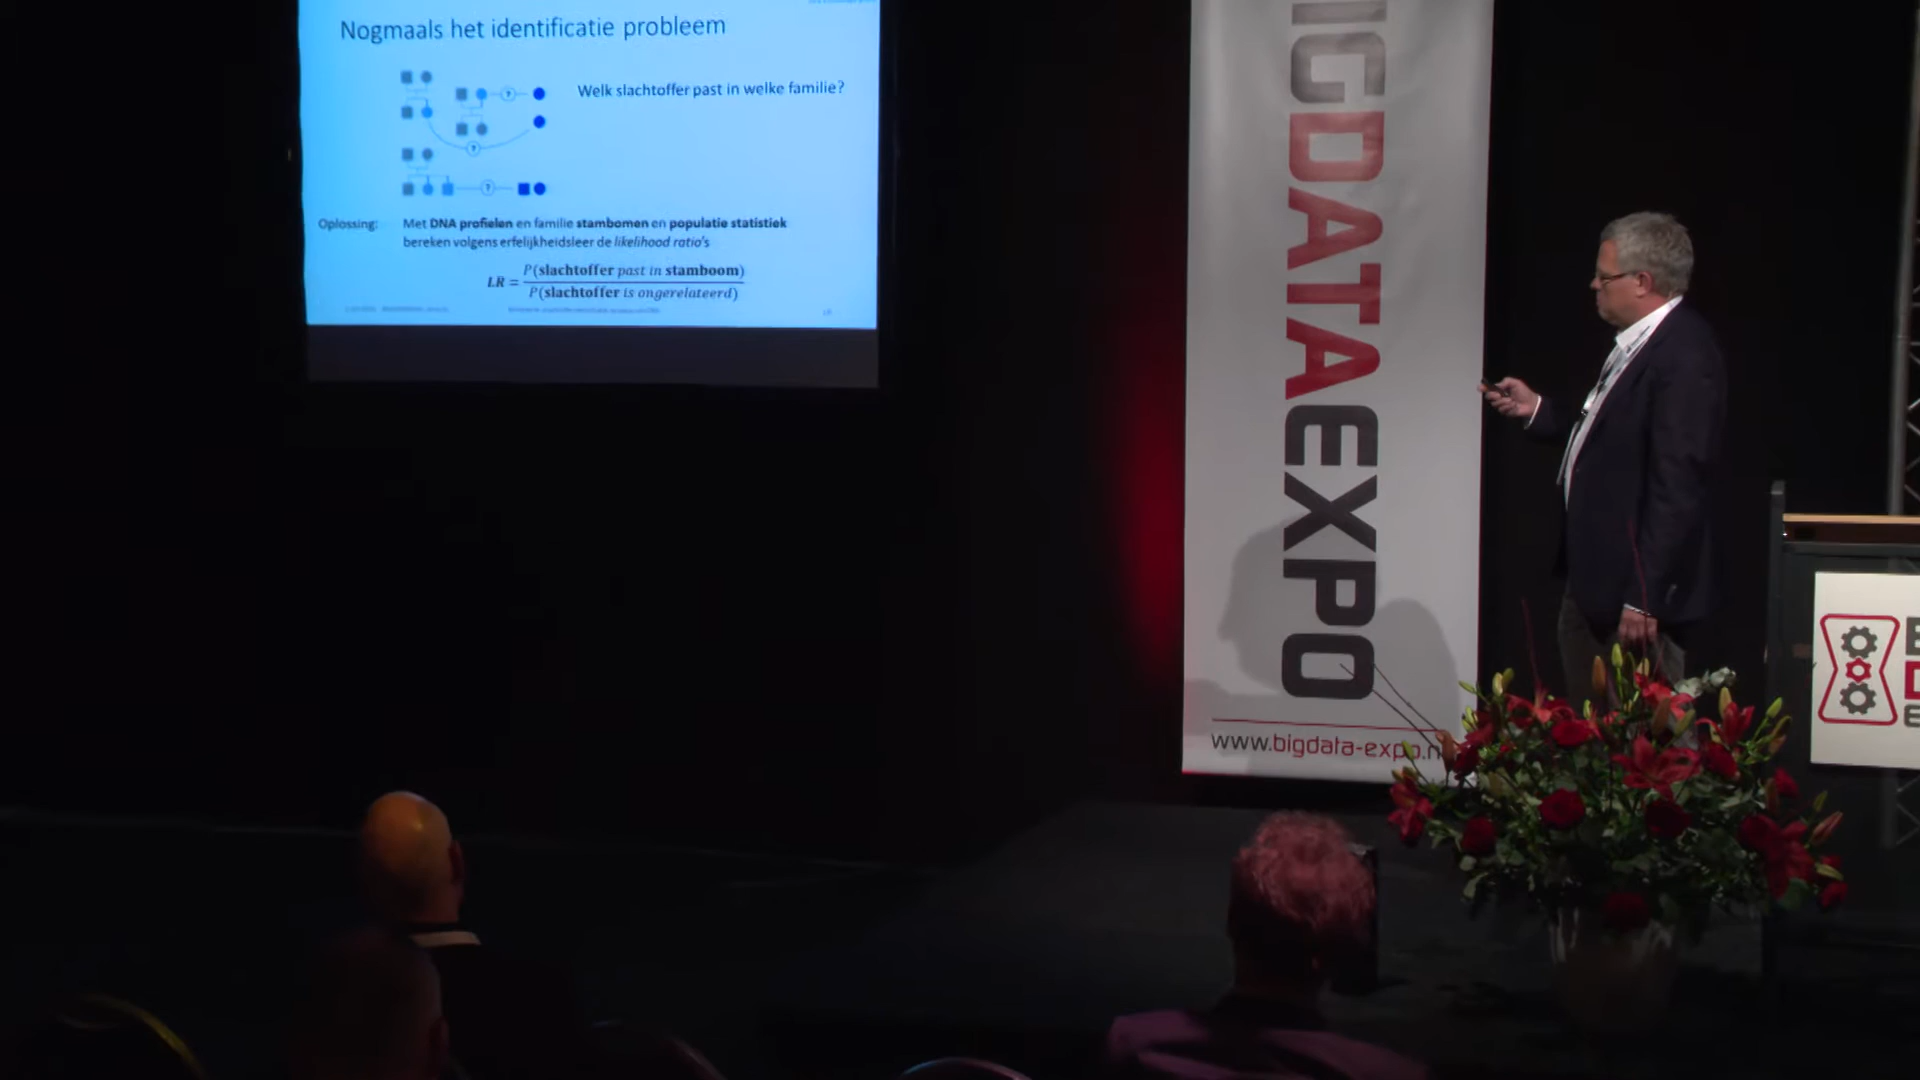 Nogmaals het identificatie probleem
Welk slachtoffer past in welke familie?
?
?
?
Oplossing: Met DNA profielen en familie stambomen en populatie statistiek
bereken volgens erfelijkheidsleer de likelihood ratio's
LR = P(slachtoffer past in stamboom)
P(slachtoffer is ongerelateerd)
IGDATAEXPO
www.bigdata-expo.n